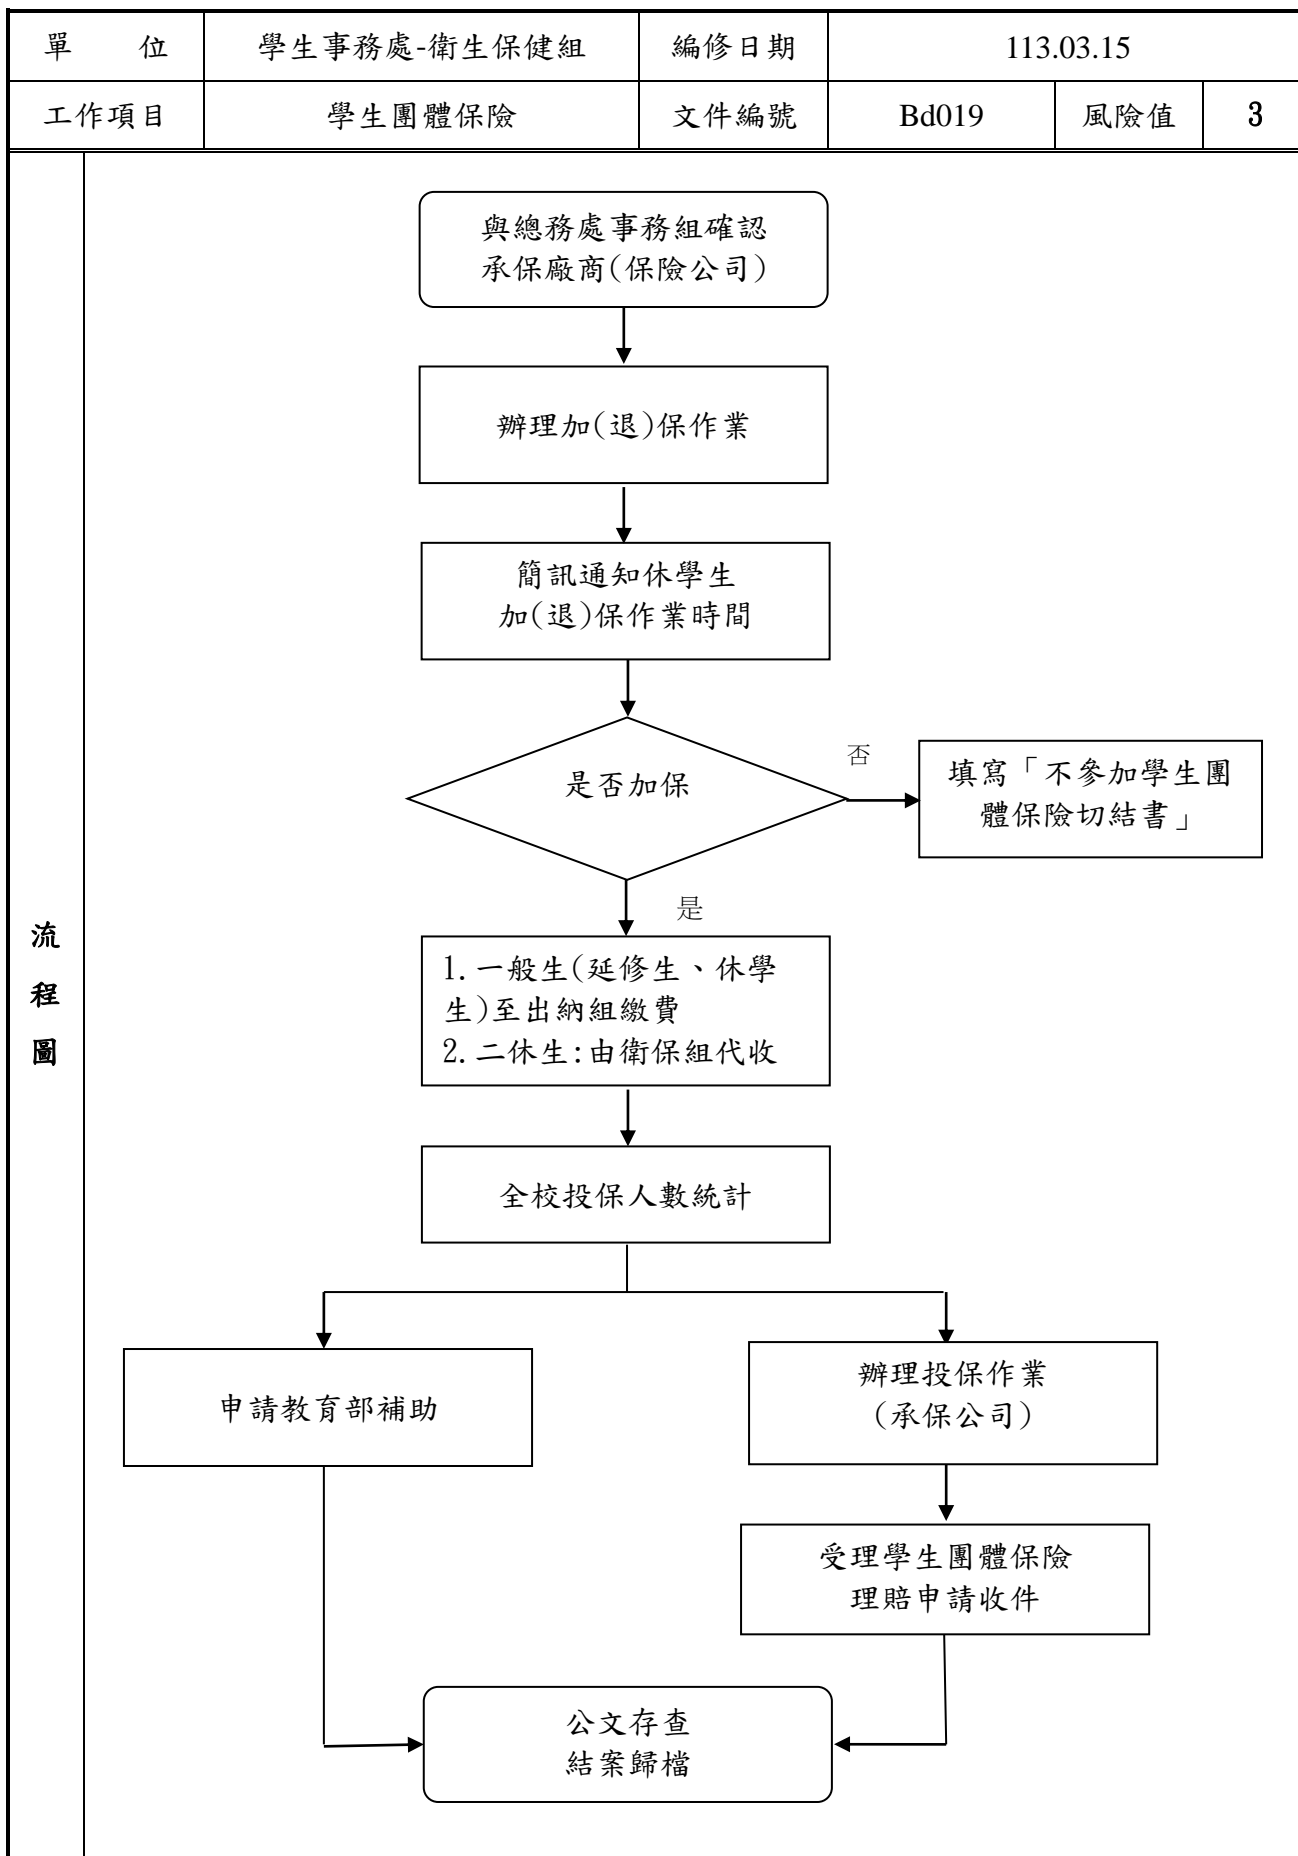 單 位 學生事務處-衛生保健組 編修日期 113.03.15
工作項目 學生團體保險 文件編號 Bd019 風險值 3
流
程
圖
與總務處事務組確認
承保廠商(保險公司)
辦理加(退)保作業
簡訊通知休學生
加(退)保作業時間
是否加保
否
填寫「不參加學生團
體保險切結書」
是
1.一般生(延修生、休學
生)至出納組繳費
2.二休生:由衛保組代收
全校投保人數統計
申請教育部補助
辦理投保作業
(承保公司)
受理學生團體保險
理賠申請收件
公文存查
結案歸檔